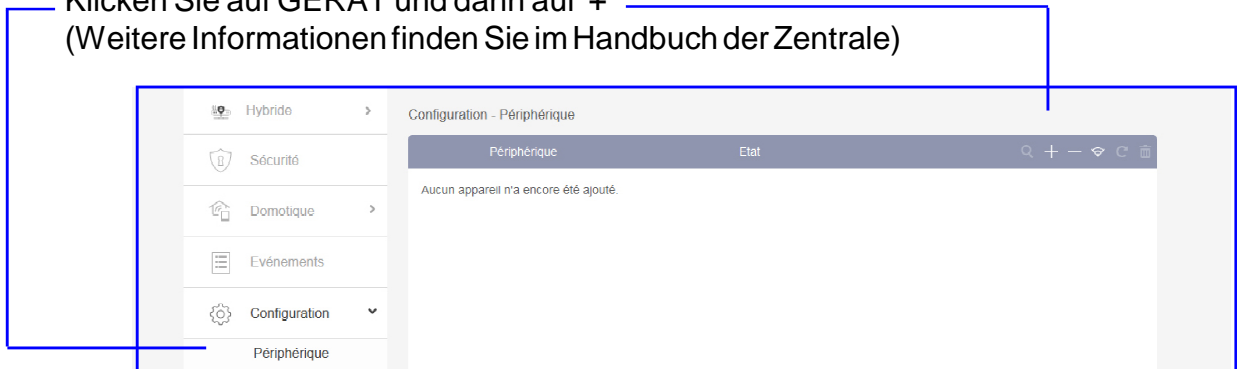 Klicken Sie auf GERÄT und dann auf '+'
(Weitere Informationen finden Sie im Handbuch der Zentrale)
Hybride
Configuration - Périphérique
Périphérique Etat
Sécurité
Aucun appareil n'a encore été ajouté.
Domotique
Evénements
Configuration
Périphérique